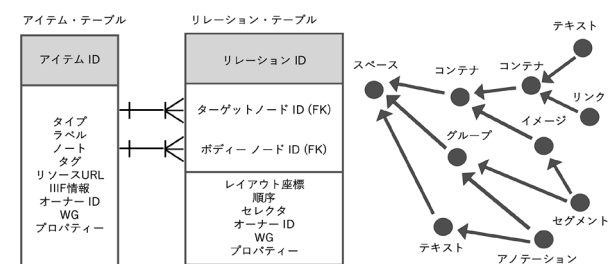 アイテム・テーブル
アイテム ID
タイプ
ラベル
ノート
タグ
リソースURL
IIIF情報
オーナー ID
WG
プロパティー
リレーション・テーブル
リレーション ID
ターゲットノード ID (FK)
ボディー ノード ID (FK)
レイアウト座標
順序
セレクタ
オーナー ID
WG
プロパティー
テキスト
スペース
コンテナ
コンテナ
リンク
イメージ
グループ
セグメント
テキスト
アノテーション